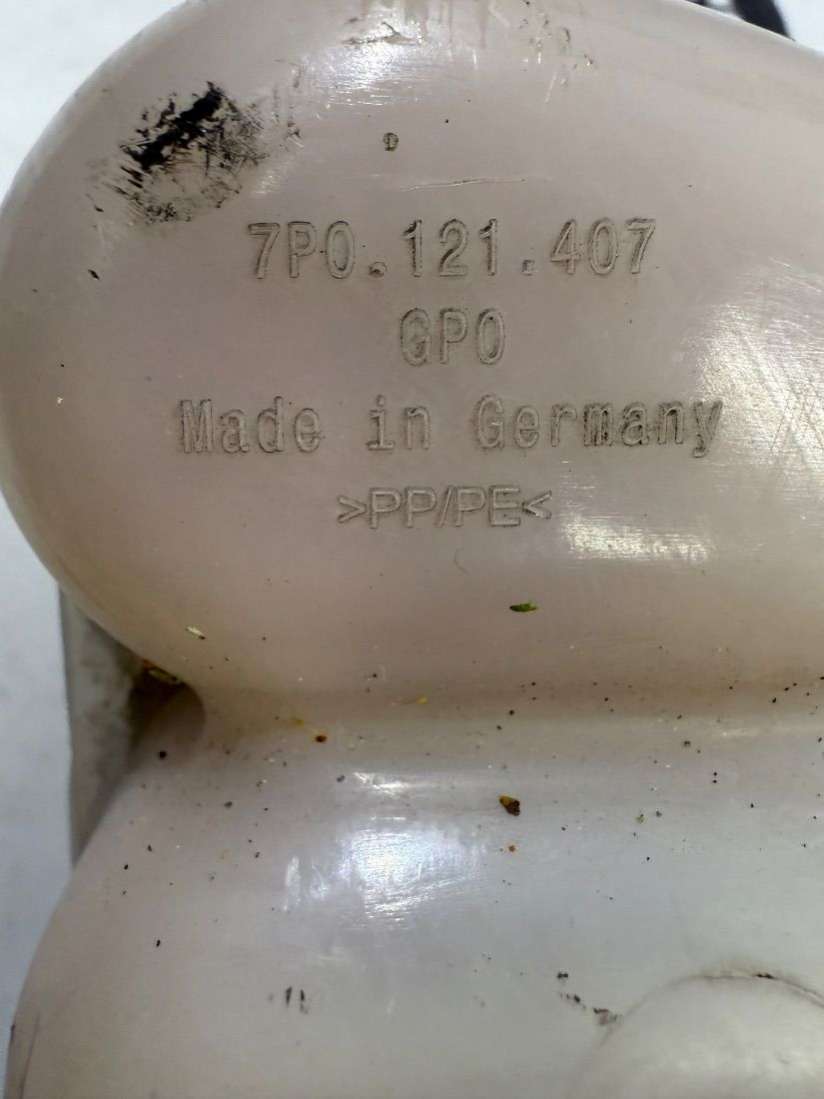 7P0.121.407
GPO
Made in Germany
>PP/PE<